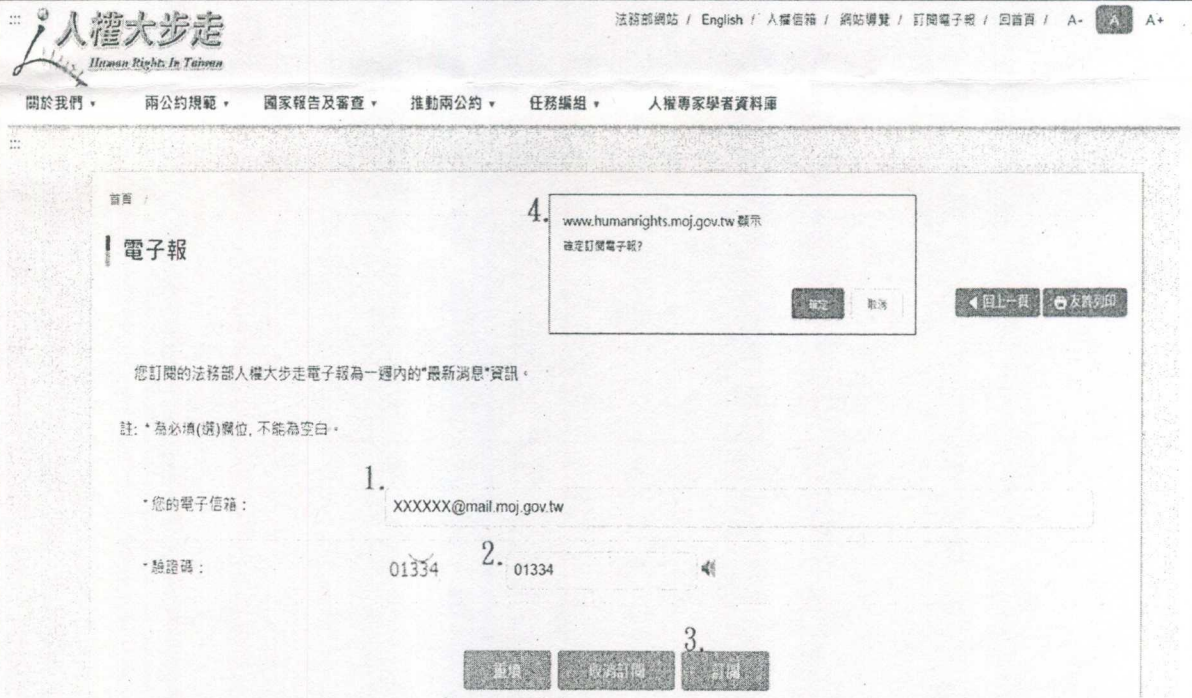 :::
人權大步走
Human Rights In Taiwan
法務部網站 / English / 人權信箱 / 網站導覽 / 訂閱電子報 / 回首頁 / A- A A+
關於我們 ▾ 兩公約規範 ▾ 國家報告及審查 ▾ 推動兩公約 ▾ 任務編組 ▾ 人權專家學者資料庫
:::
首頁 /
電子報
4.
www.humanrights.moj.gov.tw 顯示
確定訂閱電子報?
確定 取消
回上一頁 友善列印
您訂閱的法務部人權大步走電子報為一週內的"最新消息"資訊。
註: * 為必填(選)欄位, 不能為空白。
1.
*您的電子信箱: XXXXXX@mail.moj.gov.tw
*驗證碼: 01334 2. 01334
3.
重填 取消訂閱 訂閱